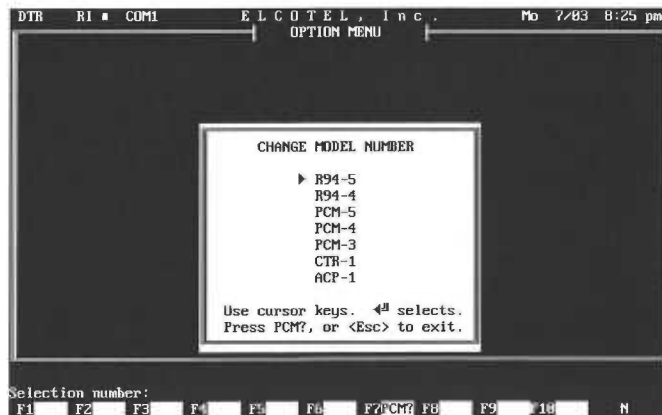 DTR RI ■ COM1 E L C O T E L , I n c . Mo 7/03 8:25 pm
OPTION MENU
CHANGE MODEL NUMBER
► R94-5
R94-4
PCM-5
PCM-4
PCM-3
CTR-1
ACP-1
Use cursor keys. ◄┘ selects.
Press PCM?, or <Esc> to exit.
Selection number:
F1 F2 F3 F4 F5 F6 F7 PCM? F8 F9 F10 N